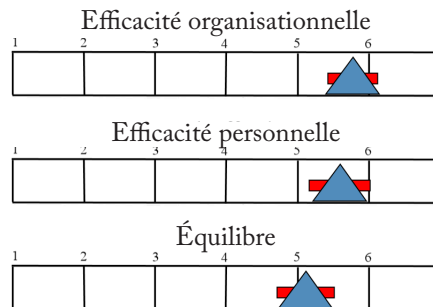 Efficacité organisationnelle
1 2 3 4 5 6
Efficacité personnelle
1 2 3 4 5 6
Équilibre
1 2 3 4 5 6